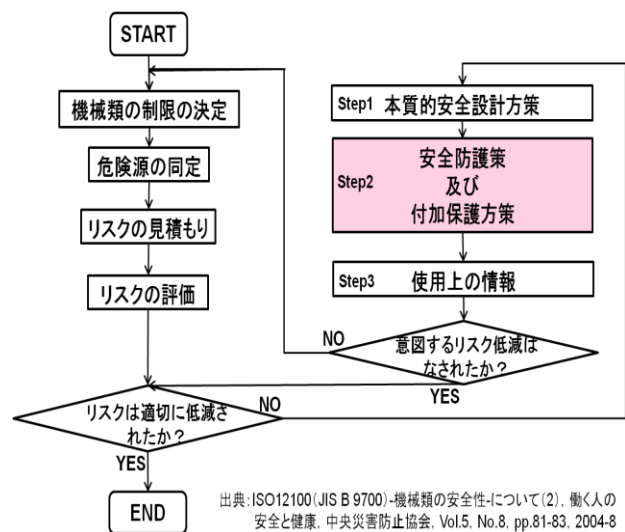 START
機械類の制限の決定
危険源の同定
リスクの見積もり
リスクの評価
リスクは適切に低減さ
れたか？
NO
YES
END
Step1 本質的安全設計方策
Step2
安全防護策
及び
付加保護方策
Step3 使用上の情報
意図するリスク低減は
なされたか？
NO
YES
出典：ISO12100(JIS B 9700)-機械類の安全性-について(2), 働く人の
安全と健康, 中央災害防止協会, Vol.5, No.8, pp.81-83, 2004-8